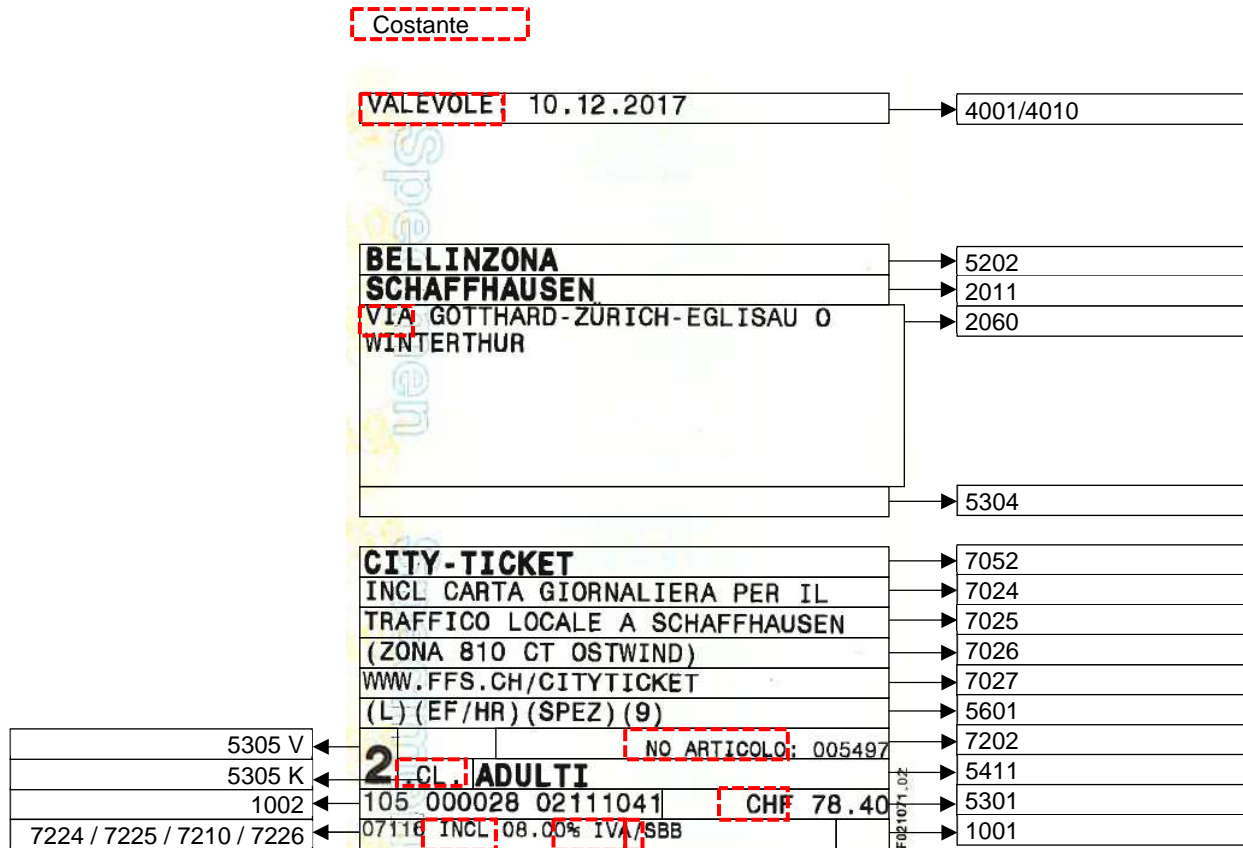 Costante
VALEVOLE: 10.12.2017
4001/4010
Specimen
BELLINZONA
5202
SCHAFFHAUSEN
2011
VIA GOTTHARD-ZÜRICH-EGLISAU O
2060
WINTERTHUR
5304
CITY-TICKET
7052
INCL CARTA GIORNALIERA PER IL
7024
TRAFFICO LOCALE A SCHAFFHAUSEN
7025
(ZONA 810 CT OSTWIND)
7026
WWW.FFS.CH/CITYTICKET
7027
(L)(EF/HR)(SPEZ)(9)
5601
5305 V
NO ARTICOLO: 005497
7202
5305 K
2.CL. ADULTI
5411
1002
105 000028 02111041 CHF 78.40
5301
7224 / 7225 / 7210 / 7226
07116 INCL 08.00% IVA/SBB
1001
F021071.02